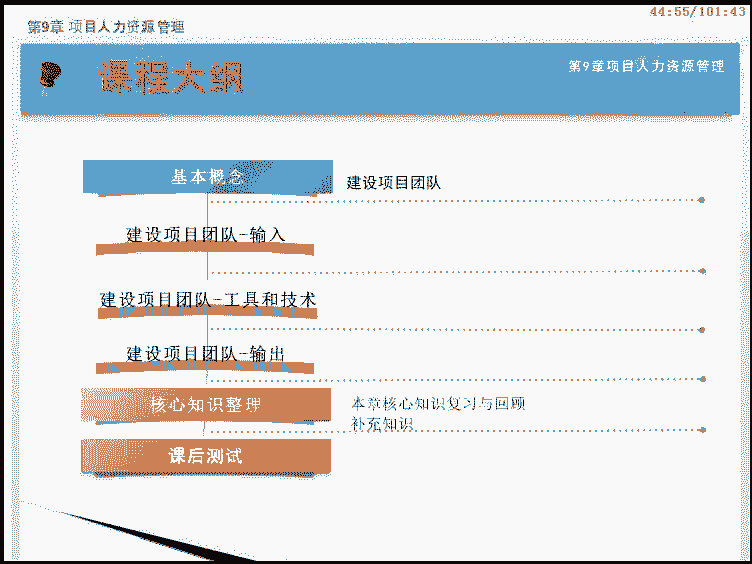 44:55/101:43
第9章 项目人力资源管理
课程大纲
第9章项目人力资源管理
基本概念
建设项目团队
建设项目团队-输入
建设项目团队-工具和技术
建设项目团队-输出
核心知识整理
本章核心知识复习与回顾
补充知识
课后测试